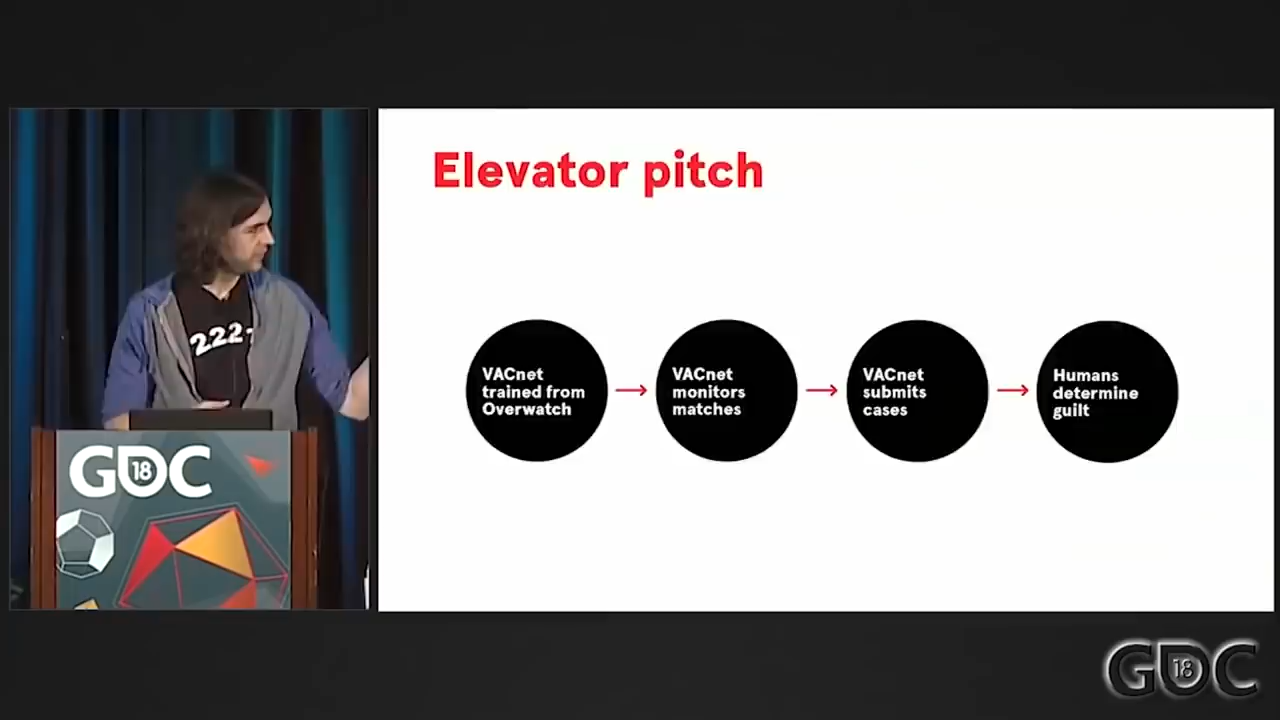 Elevator pitch
VACnet
trained from
Overwatch
VACnet
monitors
matches
VACnet
submits
cases
Humans
determine
guilt
GDC
18
GDC
18